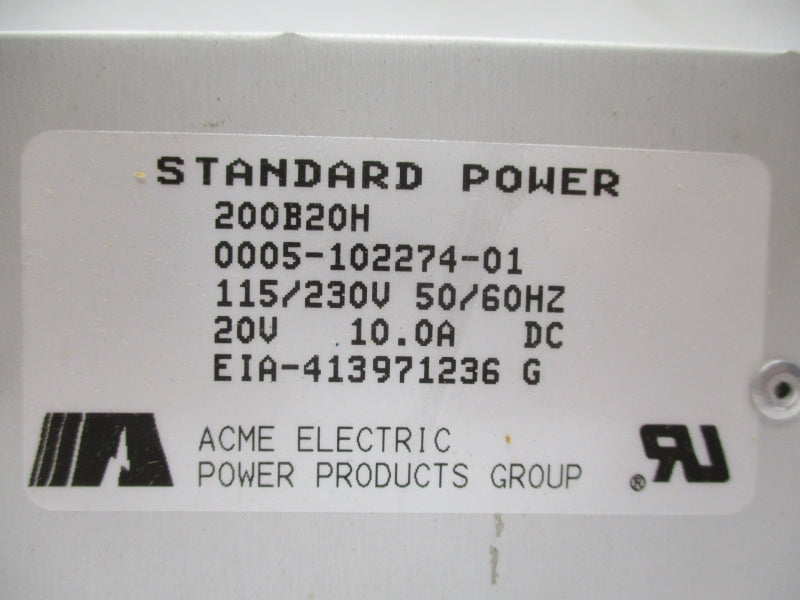 STANDARD POWER
200B20H
0005-102274-01
115/230V 50/60HZ
20V 10.0A DC
EIA-413971236 G
ACME ELECTRIC
POWER PRODUCTS GROUP
®